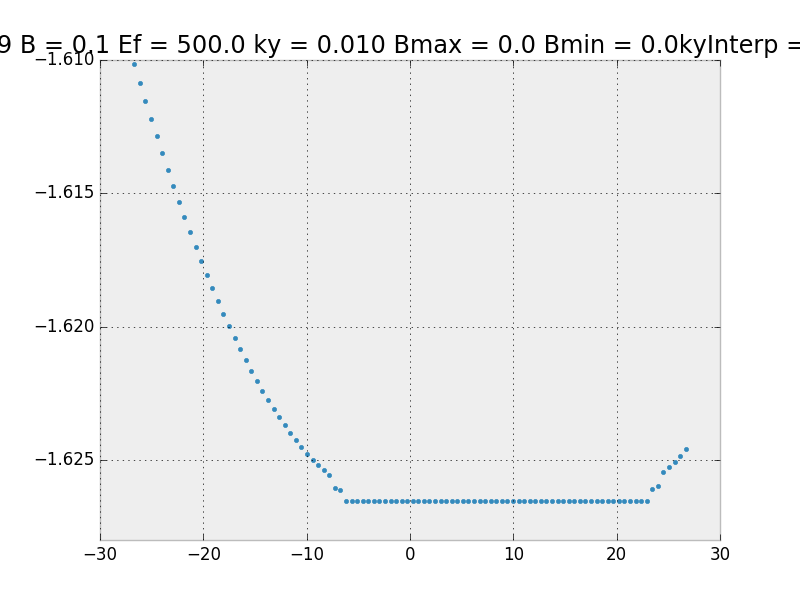 9 B = 0.1 Ef = 500.0 ky = 0.010 Bmax = 0.0 Bmin = 0.0kyInterp =
−1.610
−1.615
−1.620
−1.625
−30 −20 −10 0 10 20 30